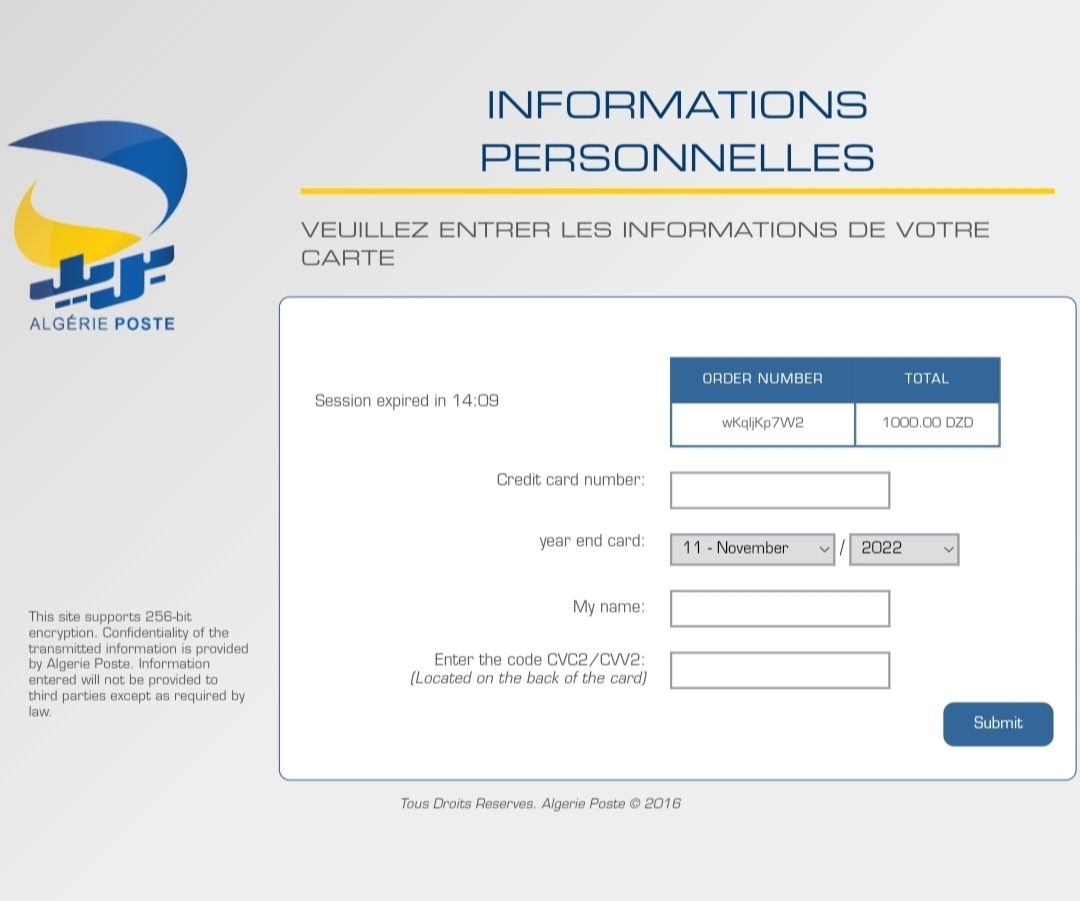 INFORMATIONS
PERSONNELLES
VEUILLEZ ENTRER LES INFORMATIONS DE VOTRE
CARTE
بريد
ALGÉRIE POSTE
Session expired in 14:09
ORDER NUMBER TOTAL
wKqljKp7W2 1000.00 DZD
Credit card number:
year end card: 11 - November / 2022
My name:
Enter the code CVC2/CVV2:
(Located on the back of the card)
Submit
This site supports 256-bit
encryption. Confidentiality of the
transmitted information is provided
by Algerie Poste. Information
entered will not be provided to
third parties except as required by
law.
Tous Droits Reserves. Algerie Poste © 2016